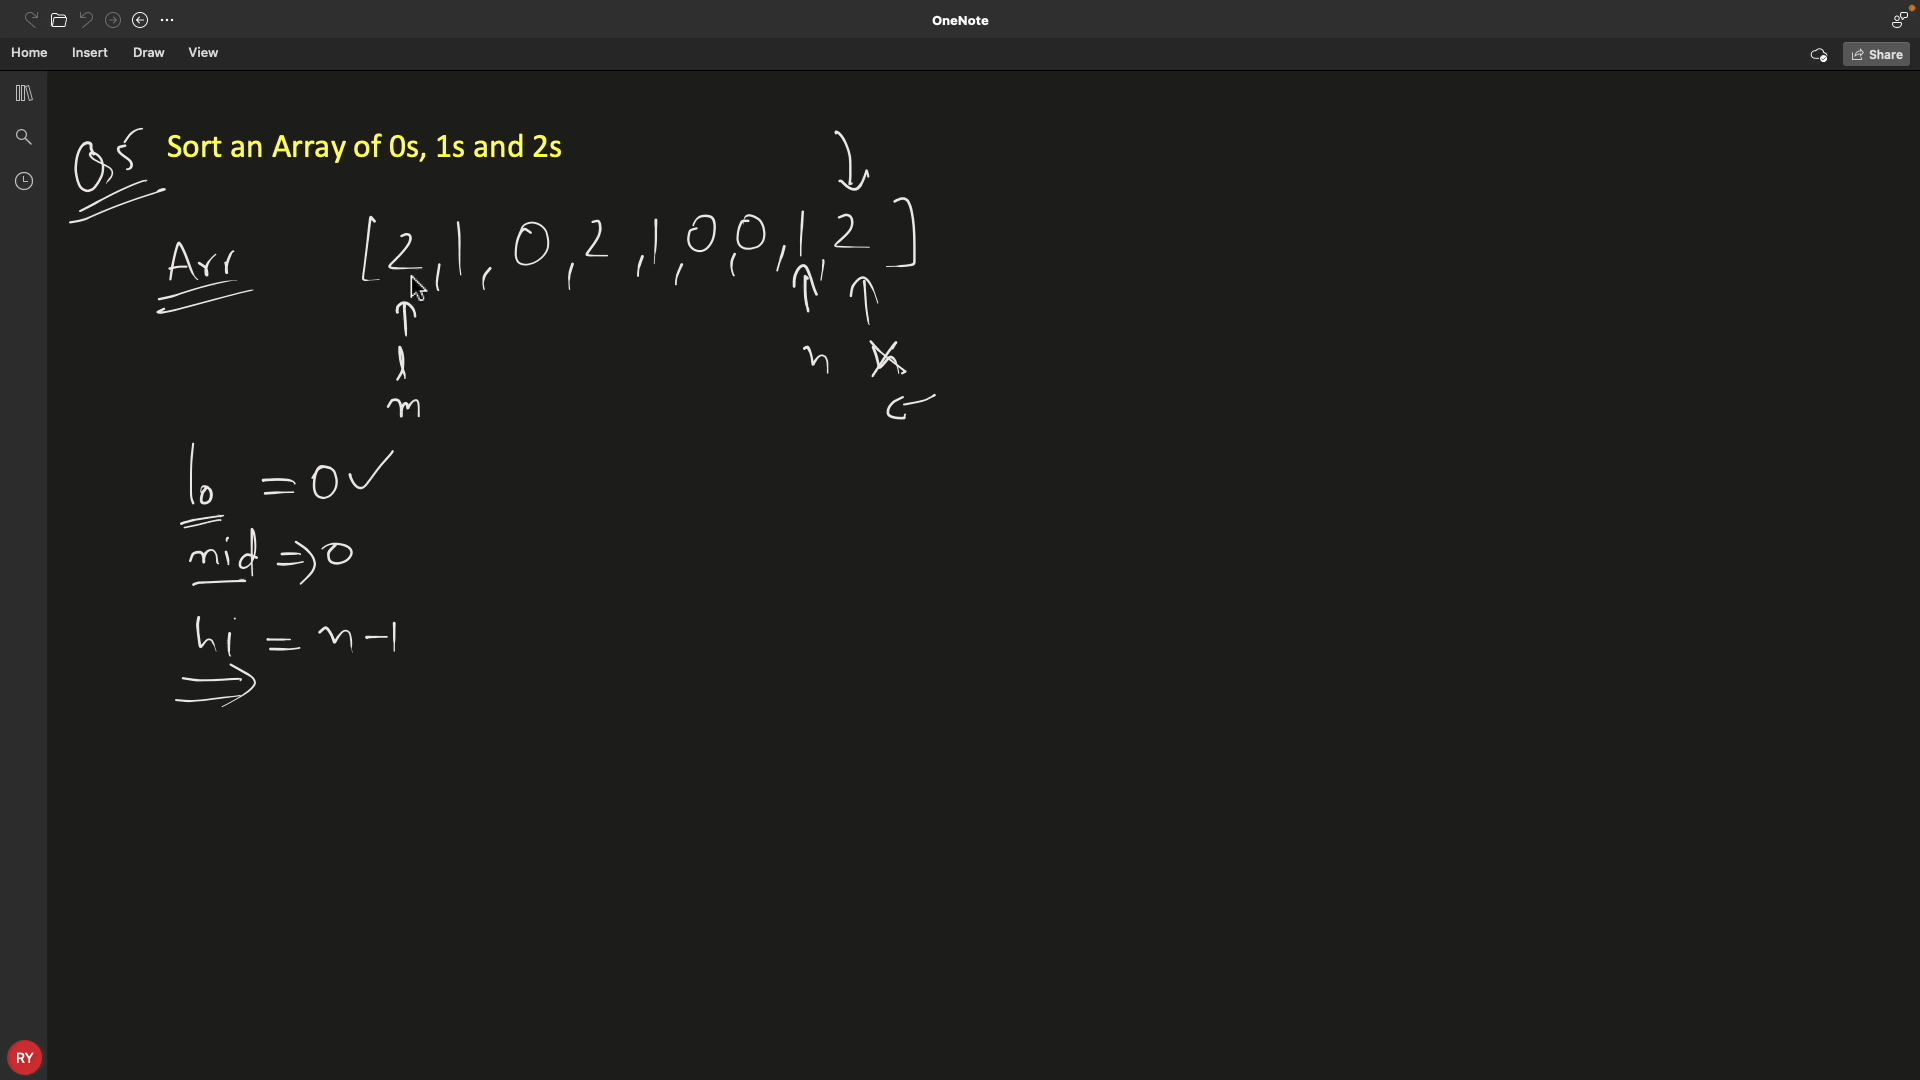 OneNote
Home Insert Draw View
Share
Q5 Sort an Array of 0s, 1s and 2s
Arr [2, 1, 0, 2, 1, 0, 0, 1, 2]
l h
m
lo = 0
mid => 0
hi = n-1
RY